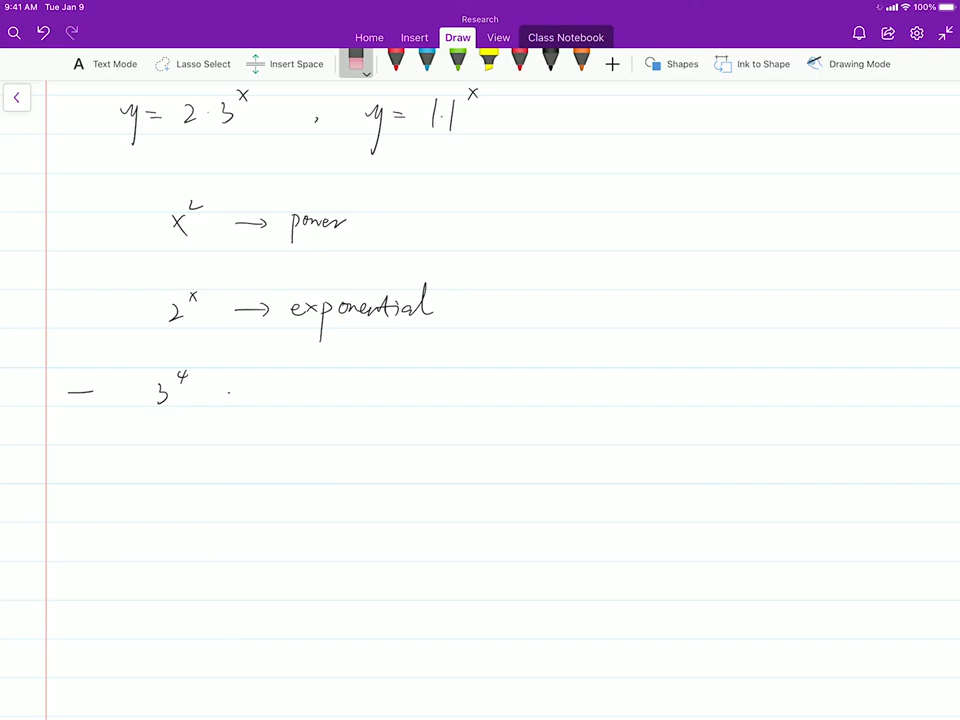 9:41 AM Tue Jan 9
100%
Research
Home Insert Draw View Class Notebook
A Text Mode Lasso Select Insert Space Shapes Ink to Shape Drawing Mode
y = 2 · 3^x , y = 1.1^x
x^2 → power
2^x → exponential
— 3^4 ·